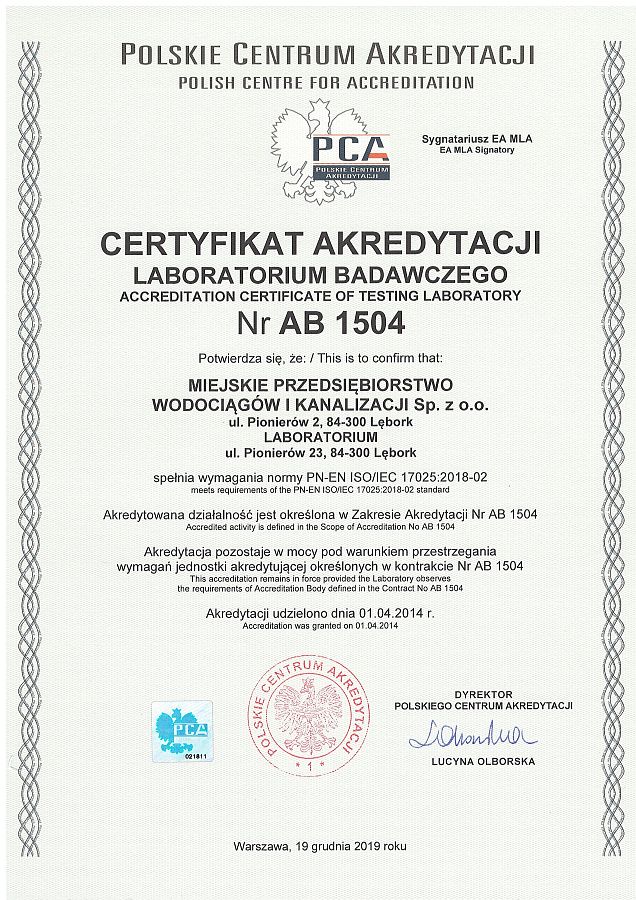 POLSKIE CENTRUM AKREDYTACJI
POLISH CENTRE FOR ACCREDITATION
PCA
POLSKIE CENTRUM
AKREDYTACJI
Sygnatariusz EA MLA
EA MLA Signatory
CERTYFIKAT AKREDYTACJI
LABORATORIUM BADAWCZEGO
ACCREDITATION CERTIFICATE OF TESTING LABORATORY
Nr AB 1504
Potwierdza się, że: / This is to confirm that:
MIEJSKIE PRZEDSIĘBIORSTWO
WODOCIĄGÓW I KANALIZACJI Sp. z o.o.
ul. Pionierów 2, 84-300 Lębork
LABORATORIUM
ul. Pionierów 23, 84-300 Lębork
spełnia wymagania normy PN-EN ISO/IEC 17025:2018-02
meets requirements of the PN-EN ISO/IEC 17025:2018-02 standard
Akredytowana działalność jest określona w Zakresie Akredytacji Nr AB 1504
Accredited activity is defined in the Scope of Accreditation No AB 1504
Akredytacja pozostaje w mocy pod warunkiem przestrzegania
wymagań jednostki akredytującej określonych w kontrakcie Nr AB 1504
This accreditation remains in force provided the Laboratory observes
the requirements of Accreditation Body defined in the Contract No AB 1504
Akredytacji udzielono dnia 01.04.2014 r.
Accreditation was granted on 01.04.2014
PCA
021811
POLSKIE CENTRUM AKREDYTACJI
* 1 *
DYREKTOR
POLSKIEGO CENTRUM AKREDYTACJI
LUCYNA OLBORSKA
Warszawa, 19 grudnia 2019 roku